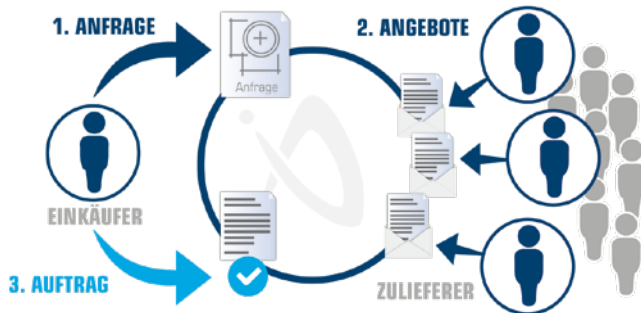 1. ANFRAGE
2. ANGEBOTE
Anfrage
EINKÄUFER
3. AUFTRAG
ZULIEFERER